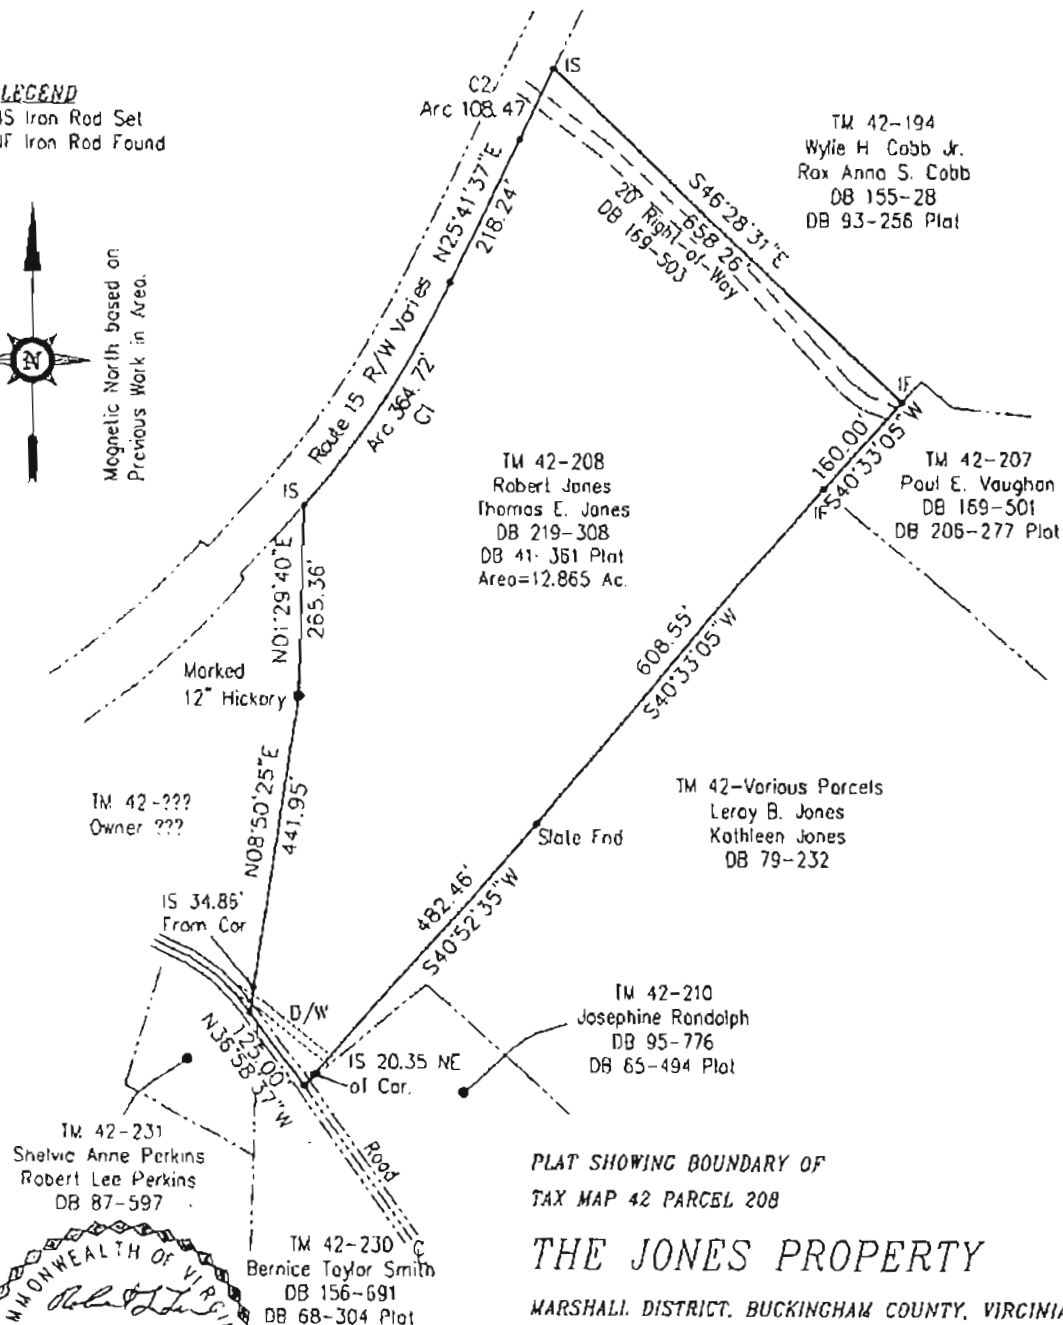 LEGEND
IS Iron Rod Set
IF Iron Rod Found
N
Magnetic North based on
Previous Work in Area.
C2
Arc 108.47'
IS
N25°41'37"E
218.24'
Route 15 R/W Varies
Arc 364.72'
C1
IS
S46°28'31"E
658.26'
20' Right-of-Way
DB 169-503
TM 42-194
Wylie H Cobb Jr.
Rox Anna S. Cobb
DB 155-28
DB 93-256 Plat
IF
160.00'
S40°33'05"W
IF
TM 42-207
Paul E. Vaughan
DB 169-501
DB 206-277 Plat
TM 42-208
Robert Jones
Thomas E. Jones
DB 219-308
DB 41-361 Plat
Area=12.865 Ac.
N01°29'40"E
265.36'
Marked
12" Hickory
608.55'
S40°33'05"W
TM 42-???
Owner ???
N08°50'25"E
441.95'
Slate Fnd
TM 42-Various Parcels
Leroy B. Jones
Kathleen Jones
DB 79-232
IS 34.86'
From Cor
482.46'
S40°52'35"W
D/W
125.00'
N36°58'37"W
IS 20.35 NE
of Cor.
TM 42-210
Josephine Randolph
DB 95-776
DB 65-494 Plat
Road
TM 42-231
Shelvie Anne Perkins
Robert Lee Perkins
DB 87-597
TM 42-230
Bernice Taylor Smith
DB 156-691
DB 68-304 Plat
PLAT SHOWING BOUNDARY OF
TAX MAP 42 PARCEL 208
THE JONES PROPERTY
MARSHALL DISTRICT. BUCKINGHAM COUNTY, VIRGINIA
MMONWEALTH OF VIRGI